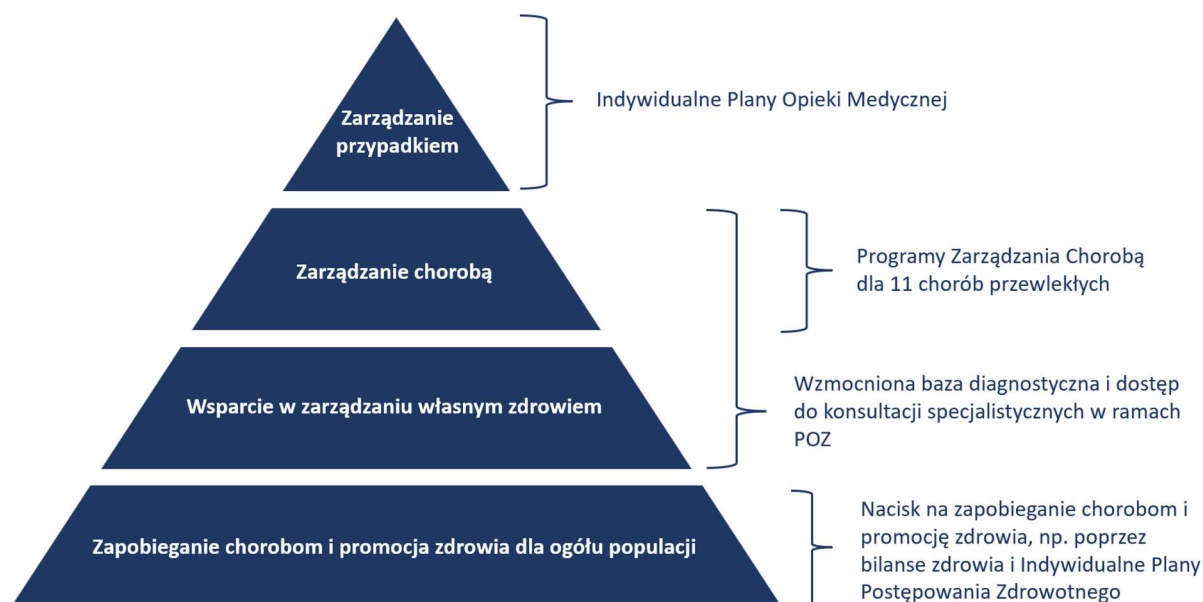 Zarządzanie
przypadkiem
Indywidualne Plany Opieki Medycznej
Zarządzanie chorobą
Programy Zarządzania Chorobą
dla 11 chorób przewlekłych
Wsparcie w zarządzaniu własnym zdrowiem
Wzmocniona baza diagnostyczna i dostęp
do konsultacji specjalistycznych w ramach
POZ
Zapobieganie chorobom i promocja zdrowia dla ogółu populacji
Nacisk na zapobieganie chorobom i
promocję zdrowia, np. poprzez
bilanse zdrowia i Indywidualne Plany
Postępowania Zdrowotnego